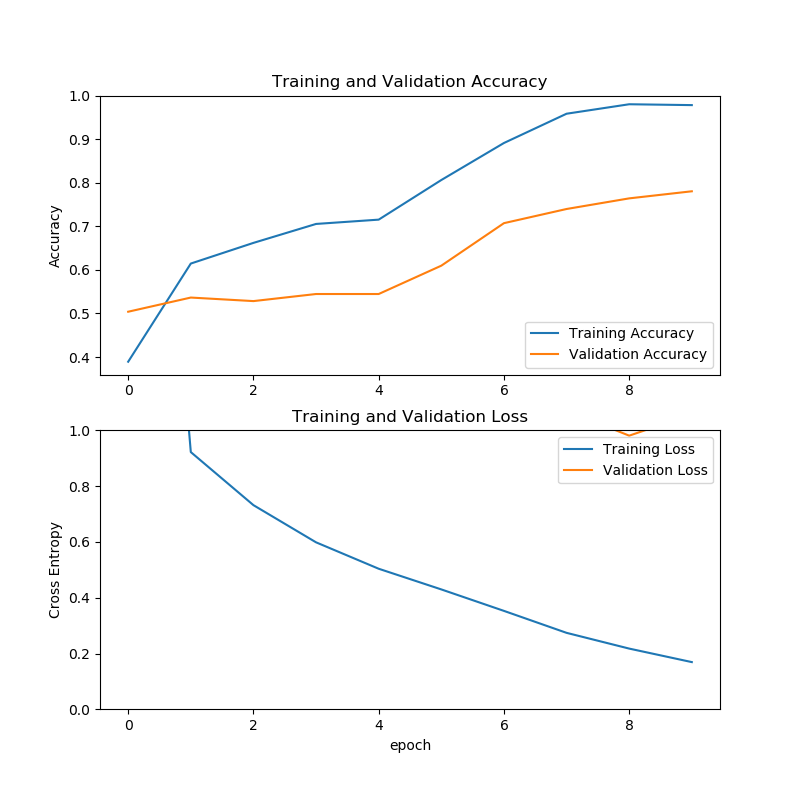 Training and Validation Accuracy
1.0
0.9
0.8
0.7
0.6
0.5
0.4
Accuracy
Training Accuracy
Validation Accuracy
0 2 4 6 8
Training and Validation Loss
1.0
0.8
0.6
0.4
0.2
0.0
Cross Entropy
Training Loss
Validation Loss
0 2 4 6 8
epoch